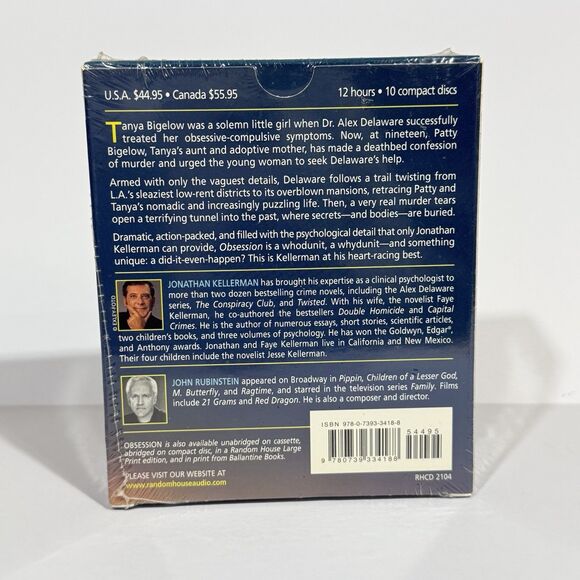 U.S.A. $44.95 • Canada $55.95
12 hours • 10 compact discs
Tanya Bigelow was a solemn little girl when Dr. Alex Delaware successfully
treated her obsessive-compulsive symptoms. Now, at nineteen, Patty
Bigelow, Tanya's aunt and adoptive mother, has made a deathbed confession
of murder and urged the young woman to seek Delaware's help.
Armed with only the vaguest details, Delaware follows a trail twisting from
L.A.'s sleaziest low-rent districts to its overblown mansions, retracing Patty and
Tanya's nomadic and increasingly puzzling life. Then, a very real murder tears
open a terrifying tunnel into the past, where secrets—and bodies—are buried.
Dramatic, action-packed, and filled with the psychological detail that only Jonathan
Kellerman can provide, Obsession is a whodunit, a whydunit—and something
unique: a did-it-even-happen? This is Kellerman at his heart-racing best.
JONATHAN KELLERMAN has brought his expertise as a clinical psychologist to
more than two dozen bestselling crime novels, including the Alex Delaware
series, The Conspiracy Club, and Twisted. With his wife, the novelist Faye
Kellerman, he co-authored the bestsellers Double Homicide and Capital
Crimes. He is the author of numerous essays, short stories, scientific articles,
two children's books, and three volumes of psychology. He has won the Goldwyn, Edgar®,
and Anthony awards. Jonathan and Faye Kellerman live in California and New Mexico.
Their four children include the novelist Jesse Kellerman.
JOHN RUBINSTEIN appeared on Broadway in Pippin, Children of a Lesser God,
M. Butterfly, and Ragtime, and starred in the television series Family. Films
include 21 Grams and Red Dragon. He is also a composer and director.
OBSESSION is also available unabridged on cassette,
abridged on compact disc, in a Random House Large
Print edition, and in print from Ballantine Books.
PLEASE VISIT OUR WEBSITE AT
www.randomhouseaudio.com
ISBN 978-0-7393-3418-8
54495
9 780739 334188
RHCD 2104